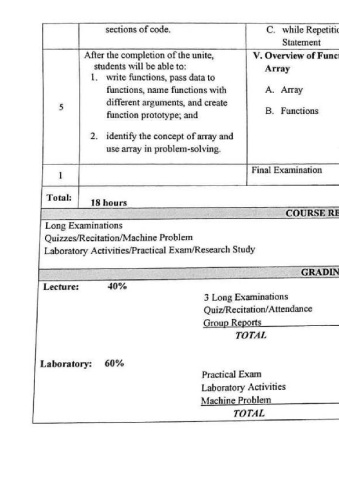 sections of code.
C. while Repetitio
Statement
After the completion of the unite,
students will be able to:
1. write functions, pass data to
functions, name functions with
different arguments, and create
function prototype; and
2. identify the concept of array and
use array in problem-solving.
5
V. Overview of Func
Array
A. Array
B. Functions
1
Final Examination
Total:
18 hours
COURSE RE
Long Examinations
Quizzes/Recitation/Machine Problem
Laboratory Activities/Practical Exam/Research Study
GRADIN
Lecture: 40%
3 Long Examinations
Quiz/Recitation/Attendance
Group Reports
TOTAL
Laboratory: 60%
Practical Exam
Laboratory Activities
Machine Problem
TOTAL